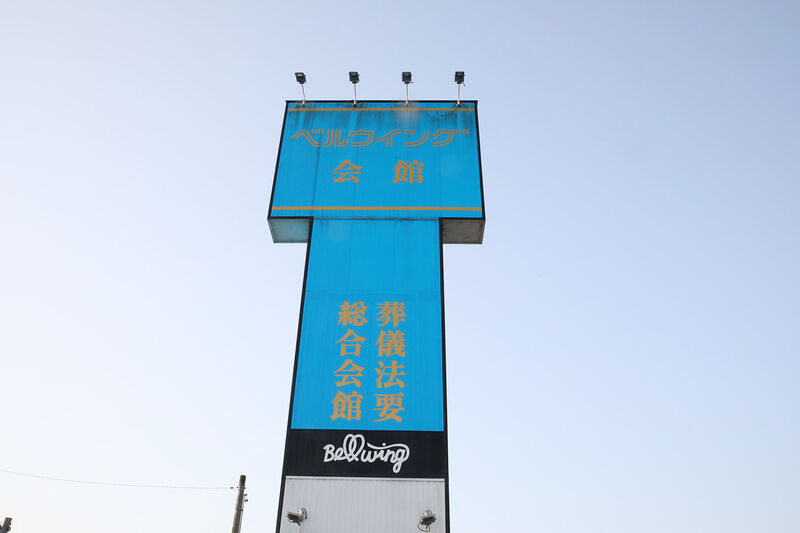 ベルウイング
会館
葬儀法要
総合会館
Bellwing